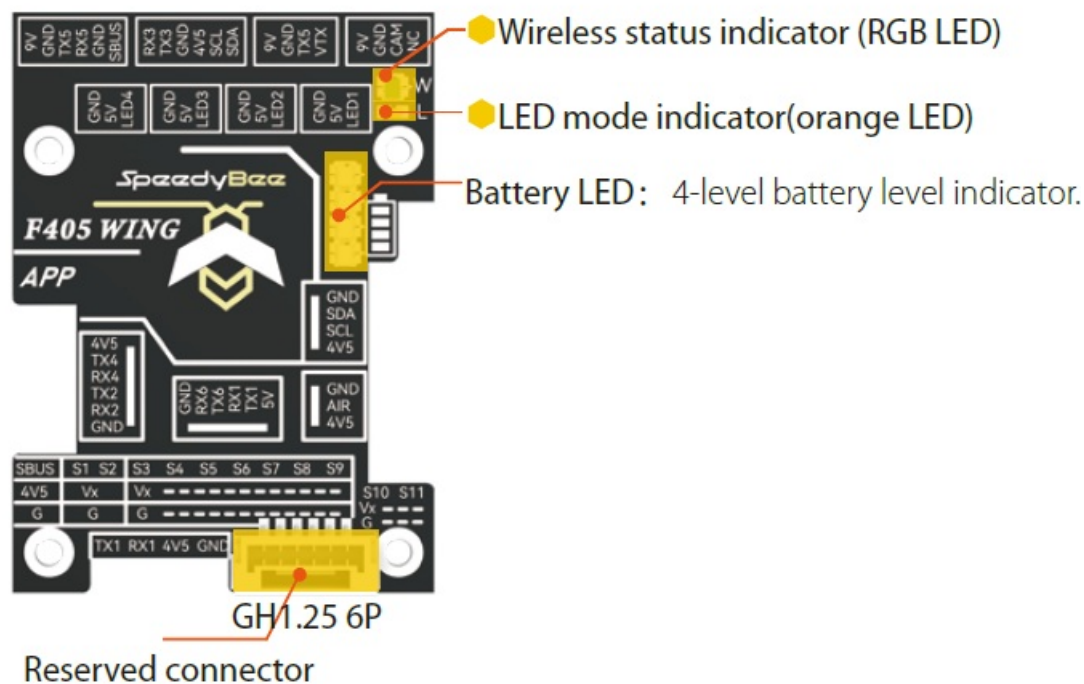 9V GND TX5 RX5 GND SBUS
RX3 TX3 GND 4V5 SCL SDA
9V GND TX5 VTX
9V GND CAM NC
Wireless status indicator (RGB LED)
W
GND 5V LED4
GND 5V LED3
GND 5V LED2
GND 5V LED1
L
LED mode indicator(orange LED)
SpeedyBee
Battery LED： 4-level battery level indicator.
F405 WING
APP
GND
SDA
SCL
4V5
4V5
TX4
RX4
TX2
RX2
GND
GND RX6 TX6 RX1 TX1 5V
GND
AIR
4V5
SBUS S1 S2 S3 S4 S5 S6 S7 S8 S9
4V5 Vx Vx
S10 S11
Vx
G G G
G
TX1 RX1 4V5 GND
GH1.25 6P
Reserved connector